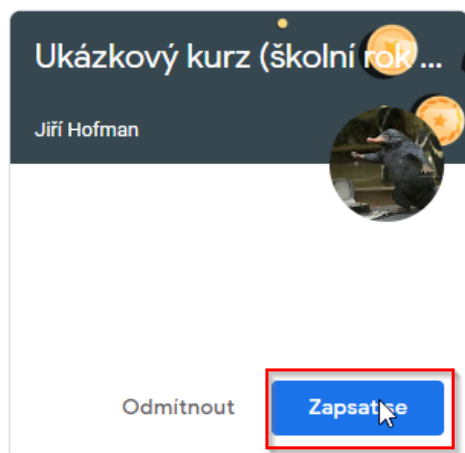 Ukázkový kurz (školní rok ...
Jiří Hofman
Odmítnout
Zapsat se